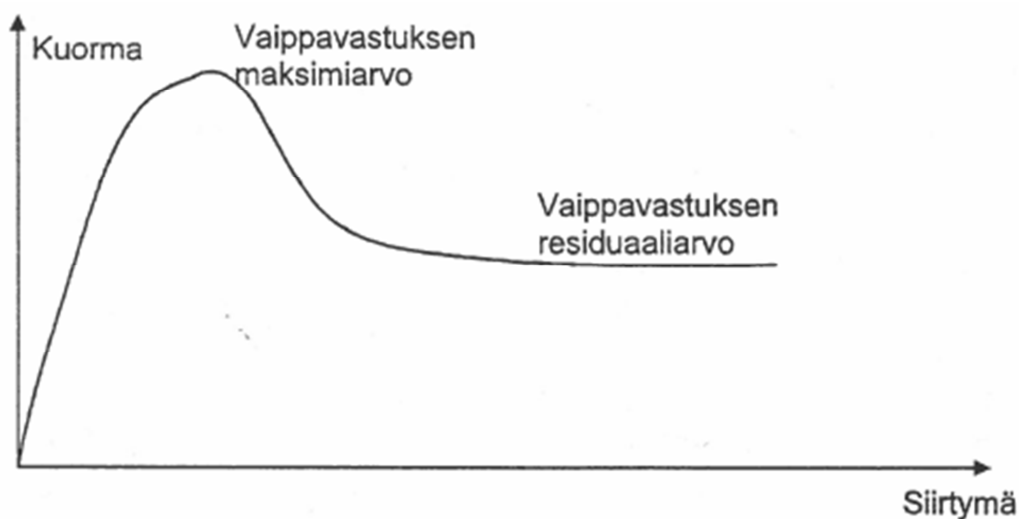 Kuorma
Vaippavastuksen
maksimiarvo
Vaippavastuksen
residuaaliarvo
Siirtymä